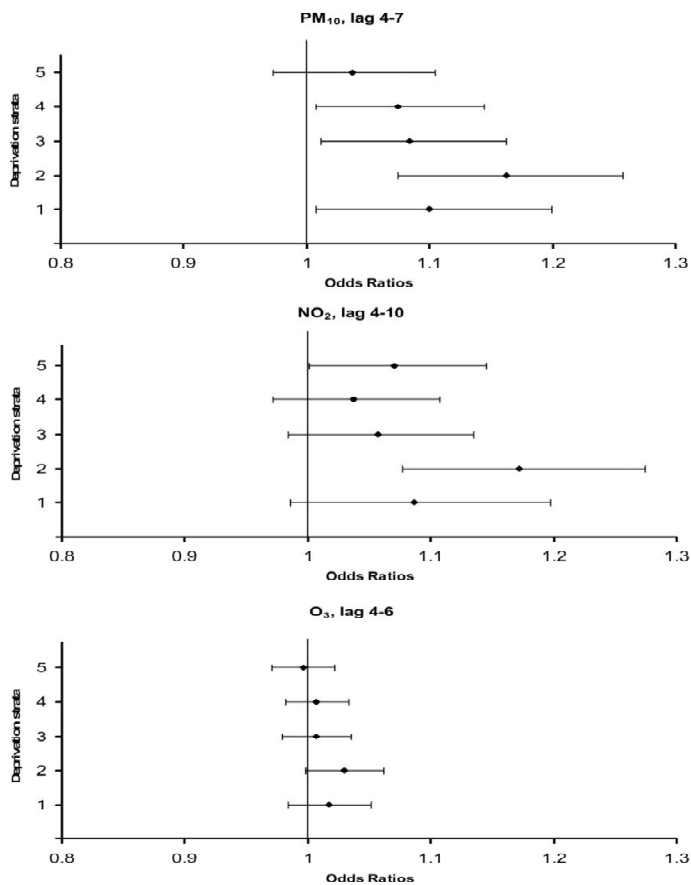 PM₁₀, lag 4-7
Deprivation strata
5
4
3
2
1
0.8 0.9 1 1.1 1.2 1.3
Odds Ratios
NO₂, lag 4-10
Deprivation strata
5
4
3
2
1
0.8 0.9 1 1.1 1.2 1.3
Odds Ratios
O₃, lag 4-6
Deprivation strata
5
4
3
2
1
0.8 0.9 1 1.1 1.2 1.3
Odds Ratios